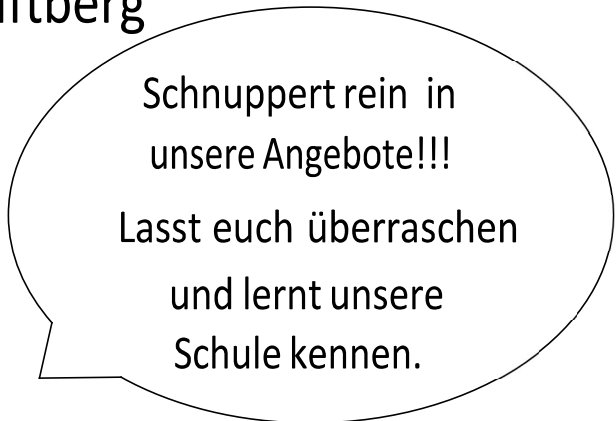 Schnuppert rein in
unsere Angebote!!!
Lasst euch überraschen
und lernt unsere
Schule kennen.